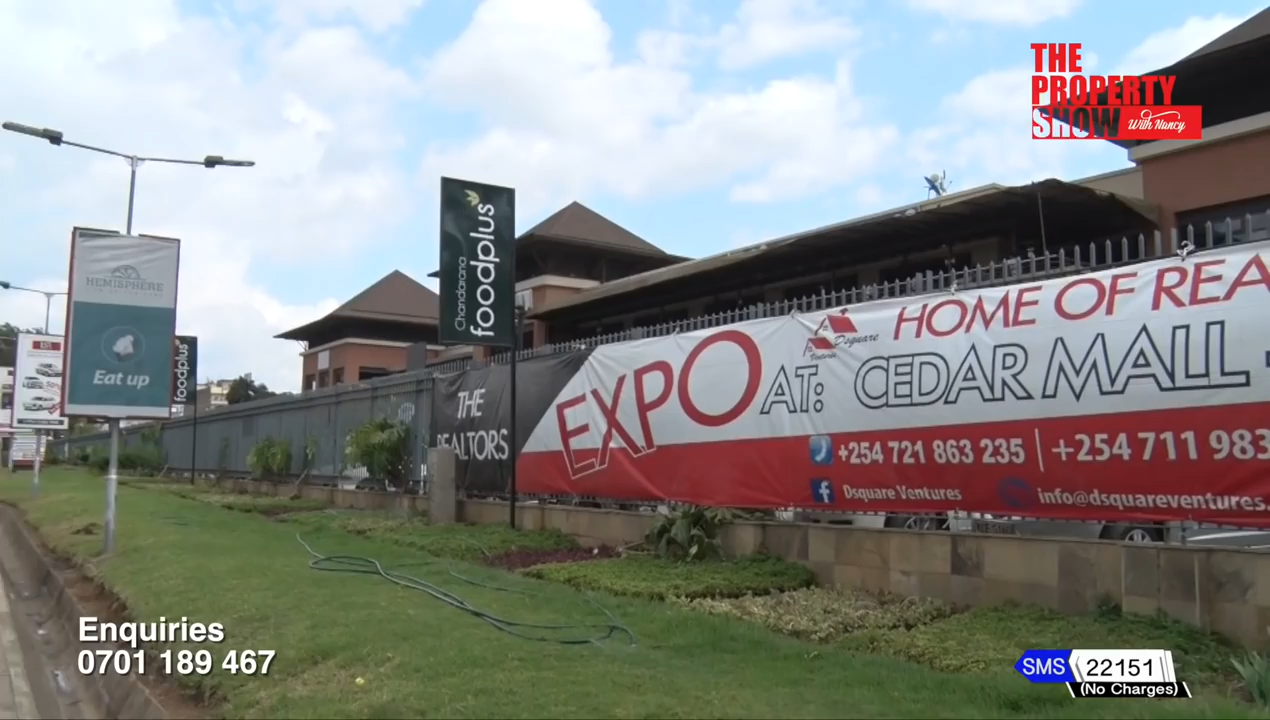 THE
PROPERTY
SHOW
With Nancy
HEMISPHERE
Eat up
foodplus
Chandarana
foodplus
THE
REALTORS
EXPO AT: CEDAR MALL -
Dsquare
Ventures
HOME OF REA
+254 721 863 235 | +254 711 983
Dsquare Ventures
info@dsquareventures.
Enquiries
0701 189 467
SMS 22151
(No Charges)